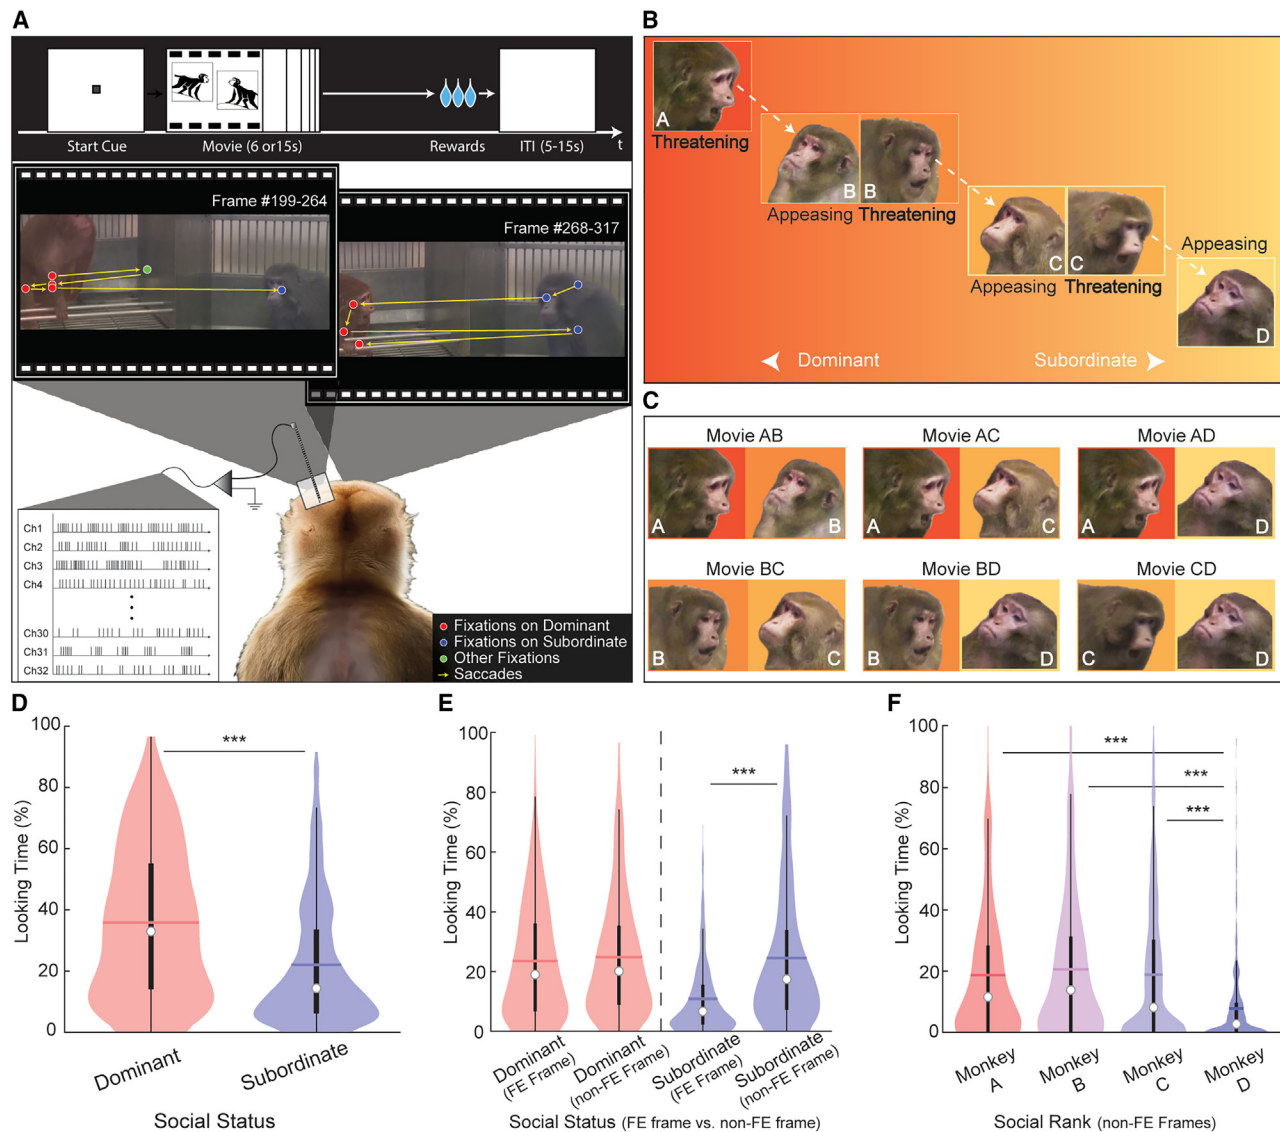 A
Start Cue
Movie (6 or15s)
Rewards
ITI (5-15s)
t
Frame #199-264
Frame #268-317
Ch1
Ch2
Ch3
Ch4
Ch30
Ch31
Ch32
Fixations on Dominant
Fixations on Subordinate
Other Fixations
Saccades
B
A
Threatening
B
B
Appeasing
Threatening
C
C
Appeasing
Threatening
Appeasing
D
Dominant
Subordinate
C
Movie AB
Movie AC
Movie AD
A
B
A
C
A
D
Movie BC
Movie BD
Movie CD
B
C
B
D
C
D
D
Looking Time (%)
100
80
60
40
20
0
***
Dominant
Subordinate
Social Status
E
Looking Time (%)
100
80
60
40
20
0
***
Dominant
(FE Frame)
Dominant
(non-FE Frame)
Subordinate
(FE Frame)
Subordinate
(non-FE Frame)
Social Status (FE frame vs. non-FE frame)
F
Looking Time (%)
100
80
60
40
20
0
***
***
***
Monkey
A
Monkey
B
Monkey
C
Monkey
D
Social Rank (non-FE Frames)